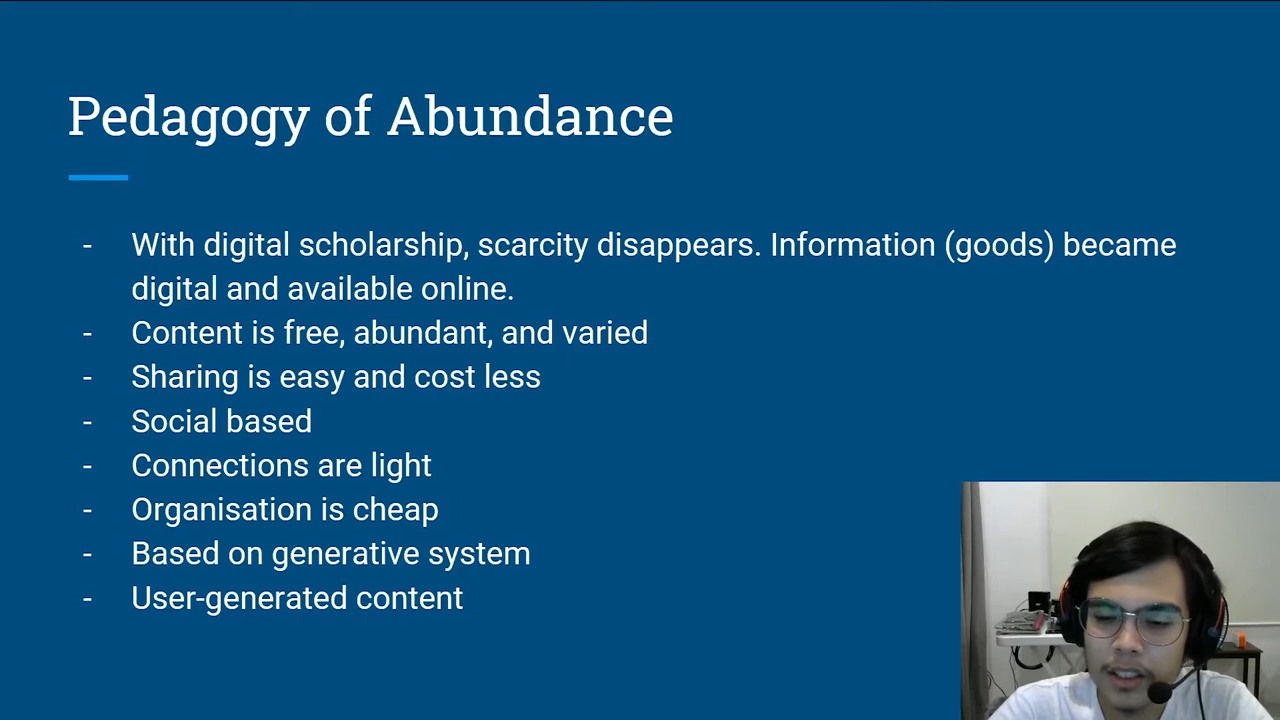 Pedagogy of Abundance
- With digital scholarship, scarcity disappears. Information (goods) became
digital and available online.
- Content is free, abundant, and varied
- Sharing is easy and cost less
- Social based
- Connections are light
- Organisation is cheap
- Based on generative system
- User-generated content